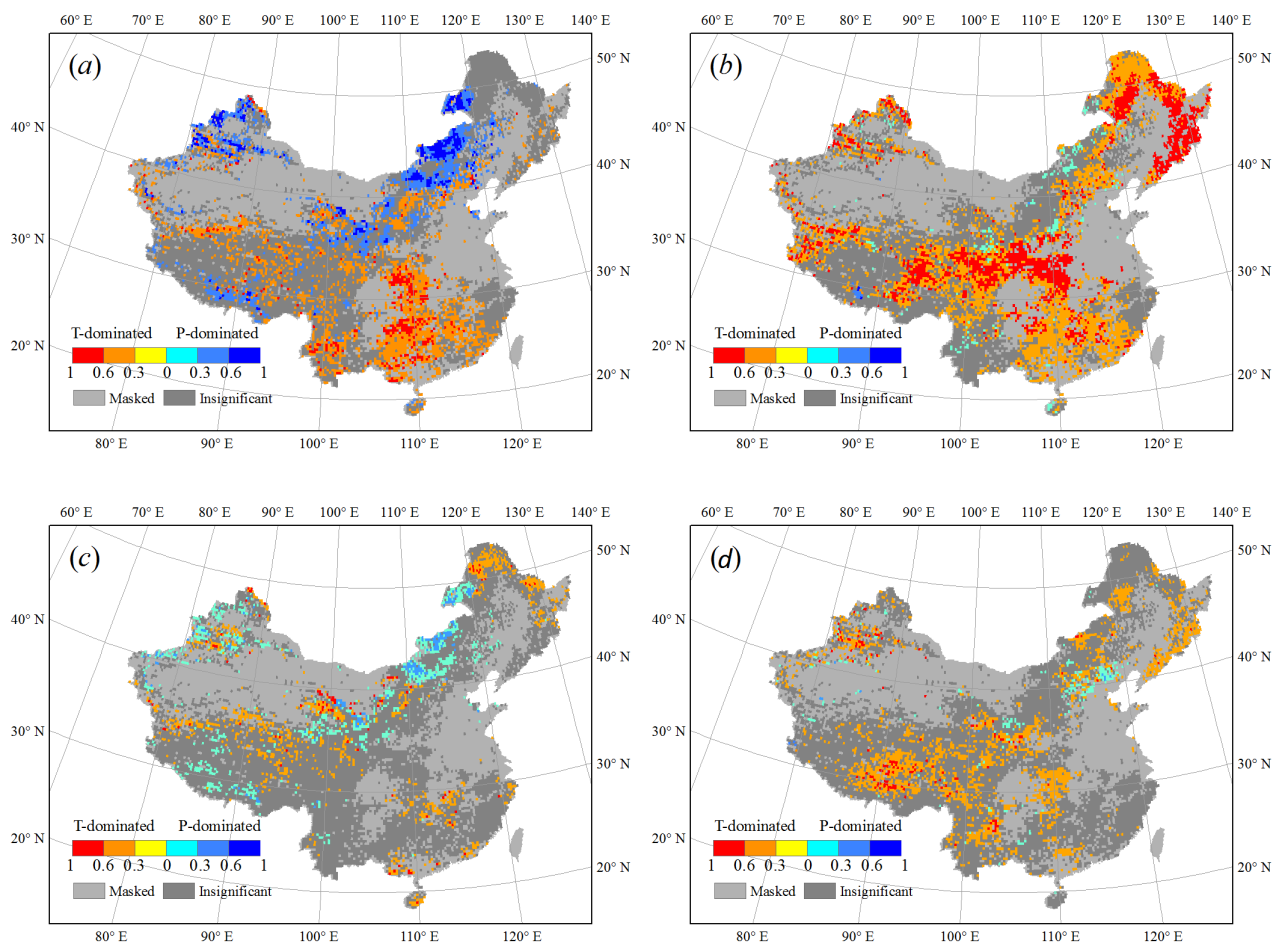 60° E 70° E 80° E 90° E 100° E 110° E 120° E 130° E 140° E
(a)
50° N
40° N
40° N
30° N
30° N
20° N
20° N
T-dominated P-dominated
1 0.6 0.3 0 0.3 0.6 1
Masked Insignificant
80° E 90° E 100° E 110° E 120° E
60° E 70° E 80° E 90° E 100° E 110° E 120° E 130° E 140° E
(b)
50° N
40° N
40° N
30° N
30° N
20° N
20° N
T-dominated P-dominated
1 0.6 0.3 0 0.3 0.6 1
Masked Insignificant
80° E 90° E 100° E 110° E 120° E
60° E 70° E 80° E 90° E 100° E 110° E 120° E 130° E 140° E
(c)
50° N
40° N
40° N
30° N
30° N
20° N
20° N
T-dominated P-dominated
1 0.6 0.3 0 0.3 0.6 1
Masked Insignificant
80° E 90° E 100° E 110° E 120° E
60° E 70° E 80° E 90° E 100° E 110° E 120° E 130° E 140° E
(d)
50° N
40° N
40° N
30° N
30° N
20° N
20° N
T-dominated P-dominated
1 0.6 0.3 0 0.3 0.6 1
Masked Insignificant
80° E 90° E 100° E 110° E 120° E